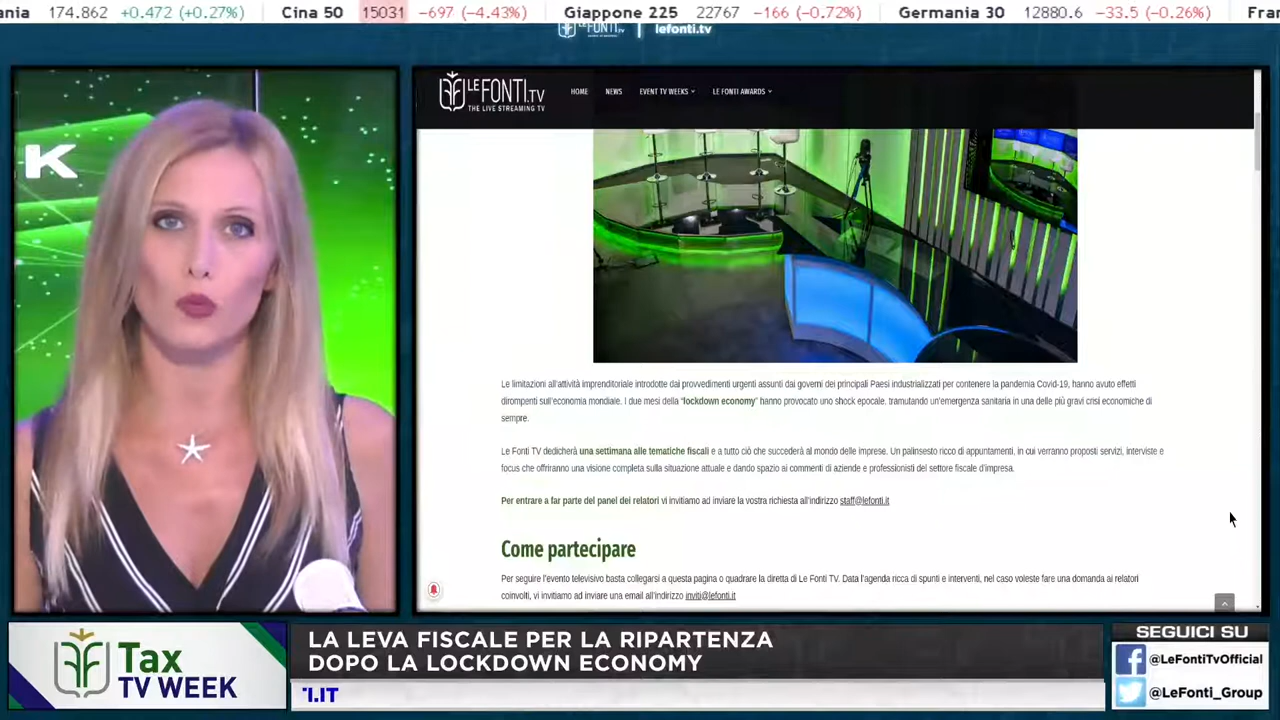 ania 174.862 +0.472 (+0.27%) Cina 50 15031 −697 (−4.43%) Giappone 225 22767 −166 (−0.72%) Germania 30 12880.6 −33.5 (−0.26%) Fran
LE FONTI.TV lefonti.tv
K
LE FONTI.TV
THE LIVE STREAMING TV
HOME NEWS EVENT TV WEEKS LE FONTI AWARDS
Le limitazioni all'attività imprenditoriale introdotte dai provvedimenti urgenti assunti dai governi dei principali Paesi industrializzati per contenere la pandemia Covid-19, hanno avuto effetti
dirompenti sull'economia mondiale. I due mesi della "lockdown economy" hanno provocato uno shock epocale, tramutando un'emergenza sanitaria in una delle più gravi crisi economiche di
sempre.
Le Fonti TV dedicherà una settimana alle tematiche fiscali e a tutto ciò che succederà al mondo delle imprese. Un palinsesto ricco di appuntamenti, in cui verranno proposti servizi, interviste e
focus che offriranno una visione completa sulla situazione attuale e dando spazio ai commenti di aziende e professionisti del settore fiscale d'impresa.
Per entrare a far parte del panel dei relatori vi invitiamo ad inviare la vostra richiesta all'indirizzo staff@lefonti.it
Come partecipare
Per seguire l'evento televisivo basta collegarsi a questa pagina o quadrare la diretta di Le Fonti TV. Data l'agenda ricca di spunti e interventi, nel caso voleste fare una domanda ai relatori
coinvolti, vi invitiamo ad inviare una email all'indirizzo inviti@lefonti.it
Tax
TV WEEK
LA LEVA FISCALE PER LA RIPARTENZA
DOPO LA LOCKDOWN ECONOMY
I.IT
SEGUICI SU
@LeFontiTvOfficial
@LeFonti_Group